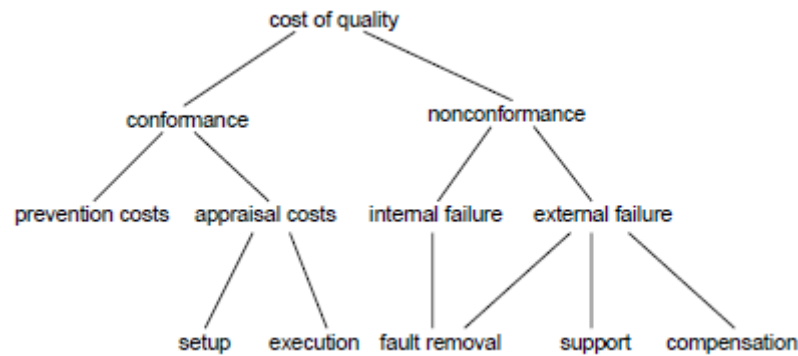 cost of quality
conformance
nonconformance
prevention costs
appraisal costs
internal failure
external failure
setup
execution
fault removal
support
compensation